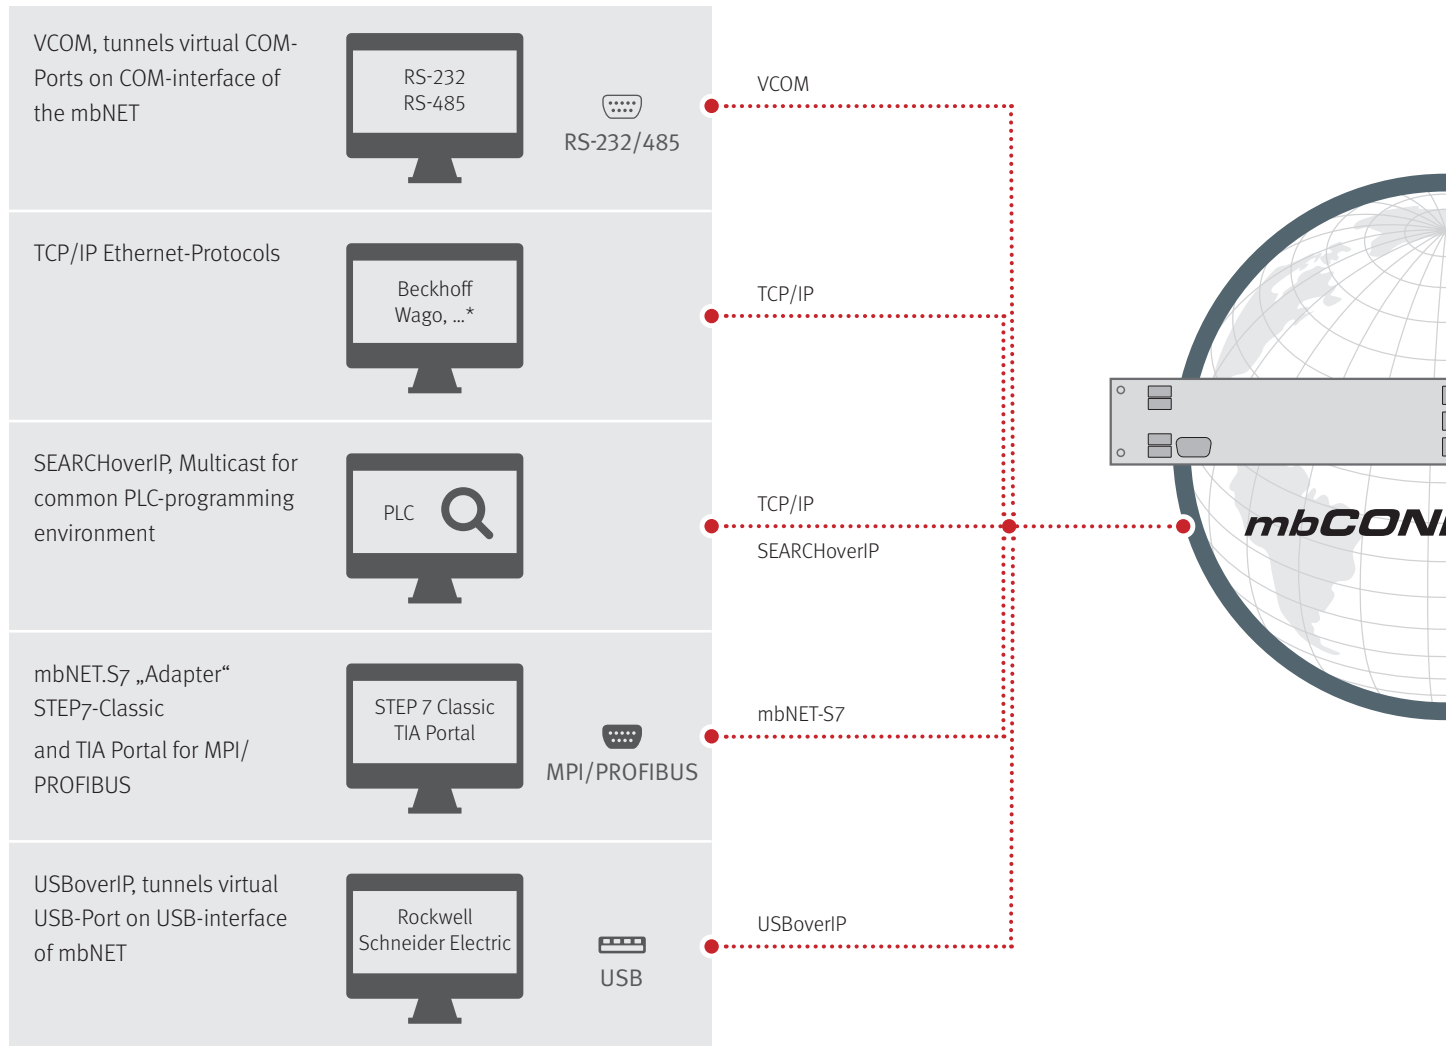 VCOM, tunnels virtual COM-
Ports on COM-interface of
the mbNET
RS-232
RS-485
RS-232/485
VCOM
TCP/IP Ethernet-Protocols
Beckhoff
Wago, ...*
TCP/IP
SEARCHoverIP, Multicast for
common PLC-programming
environment
PLC
TCP/IP
SEARCHoverIP
mbNET.S7 „Adapter“
STEP7-Classic
and TIA Portal for MPI/
PROFIBUS
STEP 7 Classic
TIA Portal
MPI/PROFIBUS
mbNET-S7
USBoverIP, tunnels virtual
USB-Port on USB-interface
of mbNET
Rockwell
Schneider Electric
USB
USBoverIP